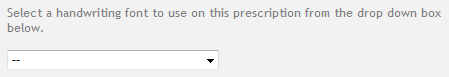 Select a handwriting font to use on this prescription from the drop down box
below.
--